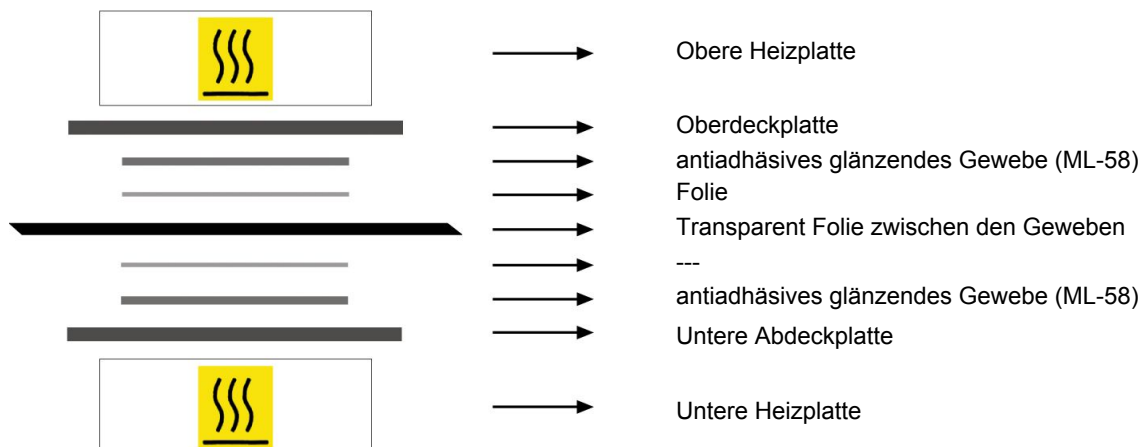 Obere Heizplatte
Oberdeckplatte
antiadhäsives glänzendes Gewebe (ML-58)
Folie
Transparent Folie zwischen den Geweben
---
antiadhäsives glänzendes Gewebe (ML-58)
Untere Abdeckplatte
Untere Heizplatte